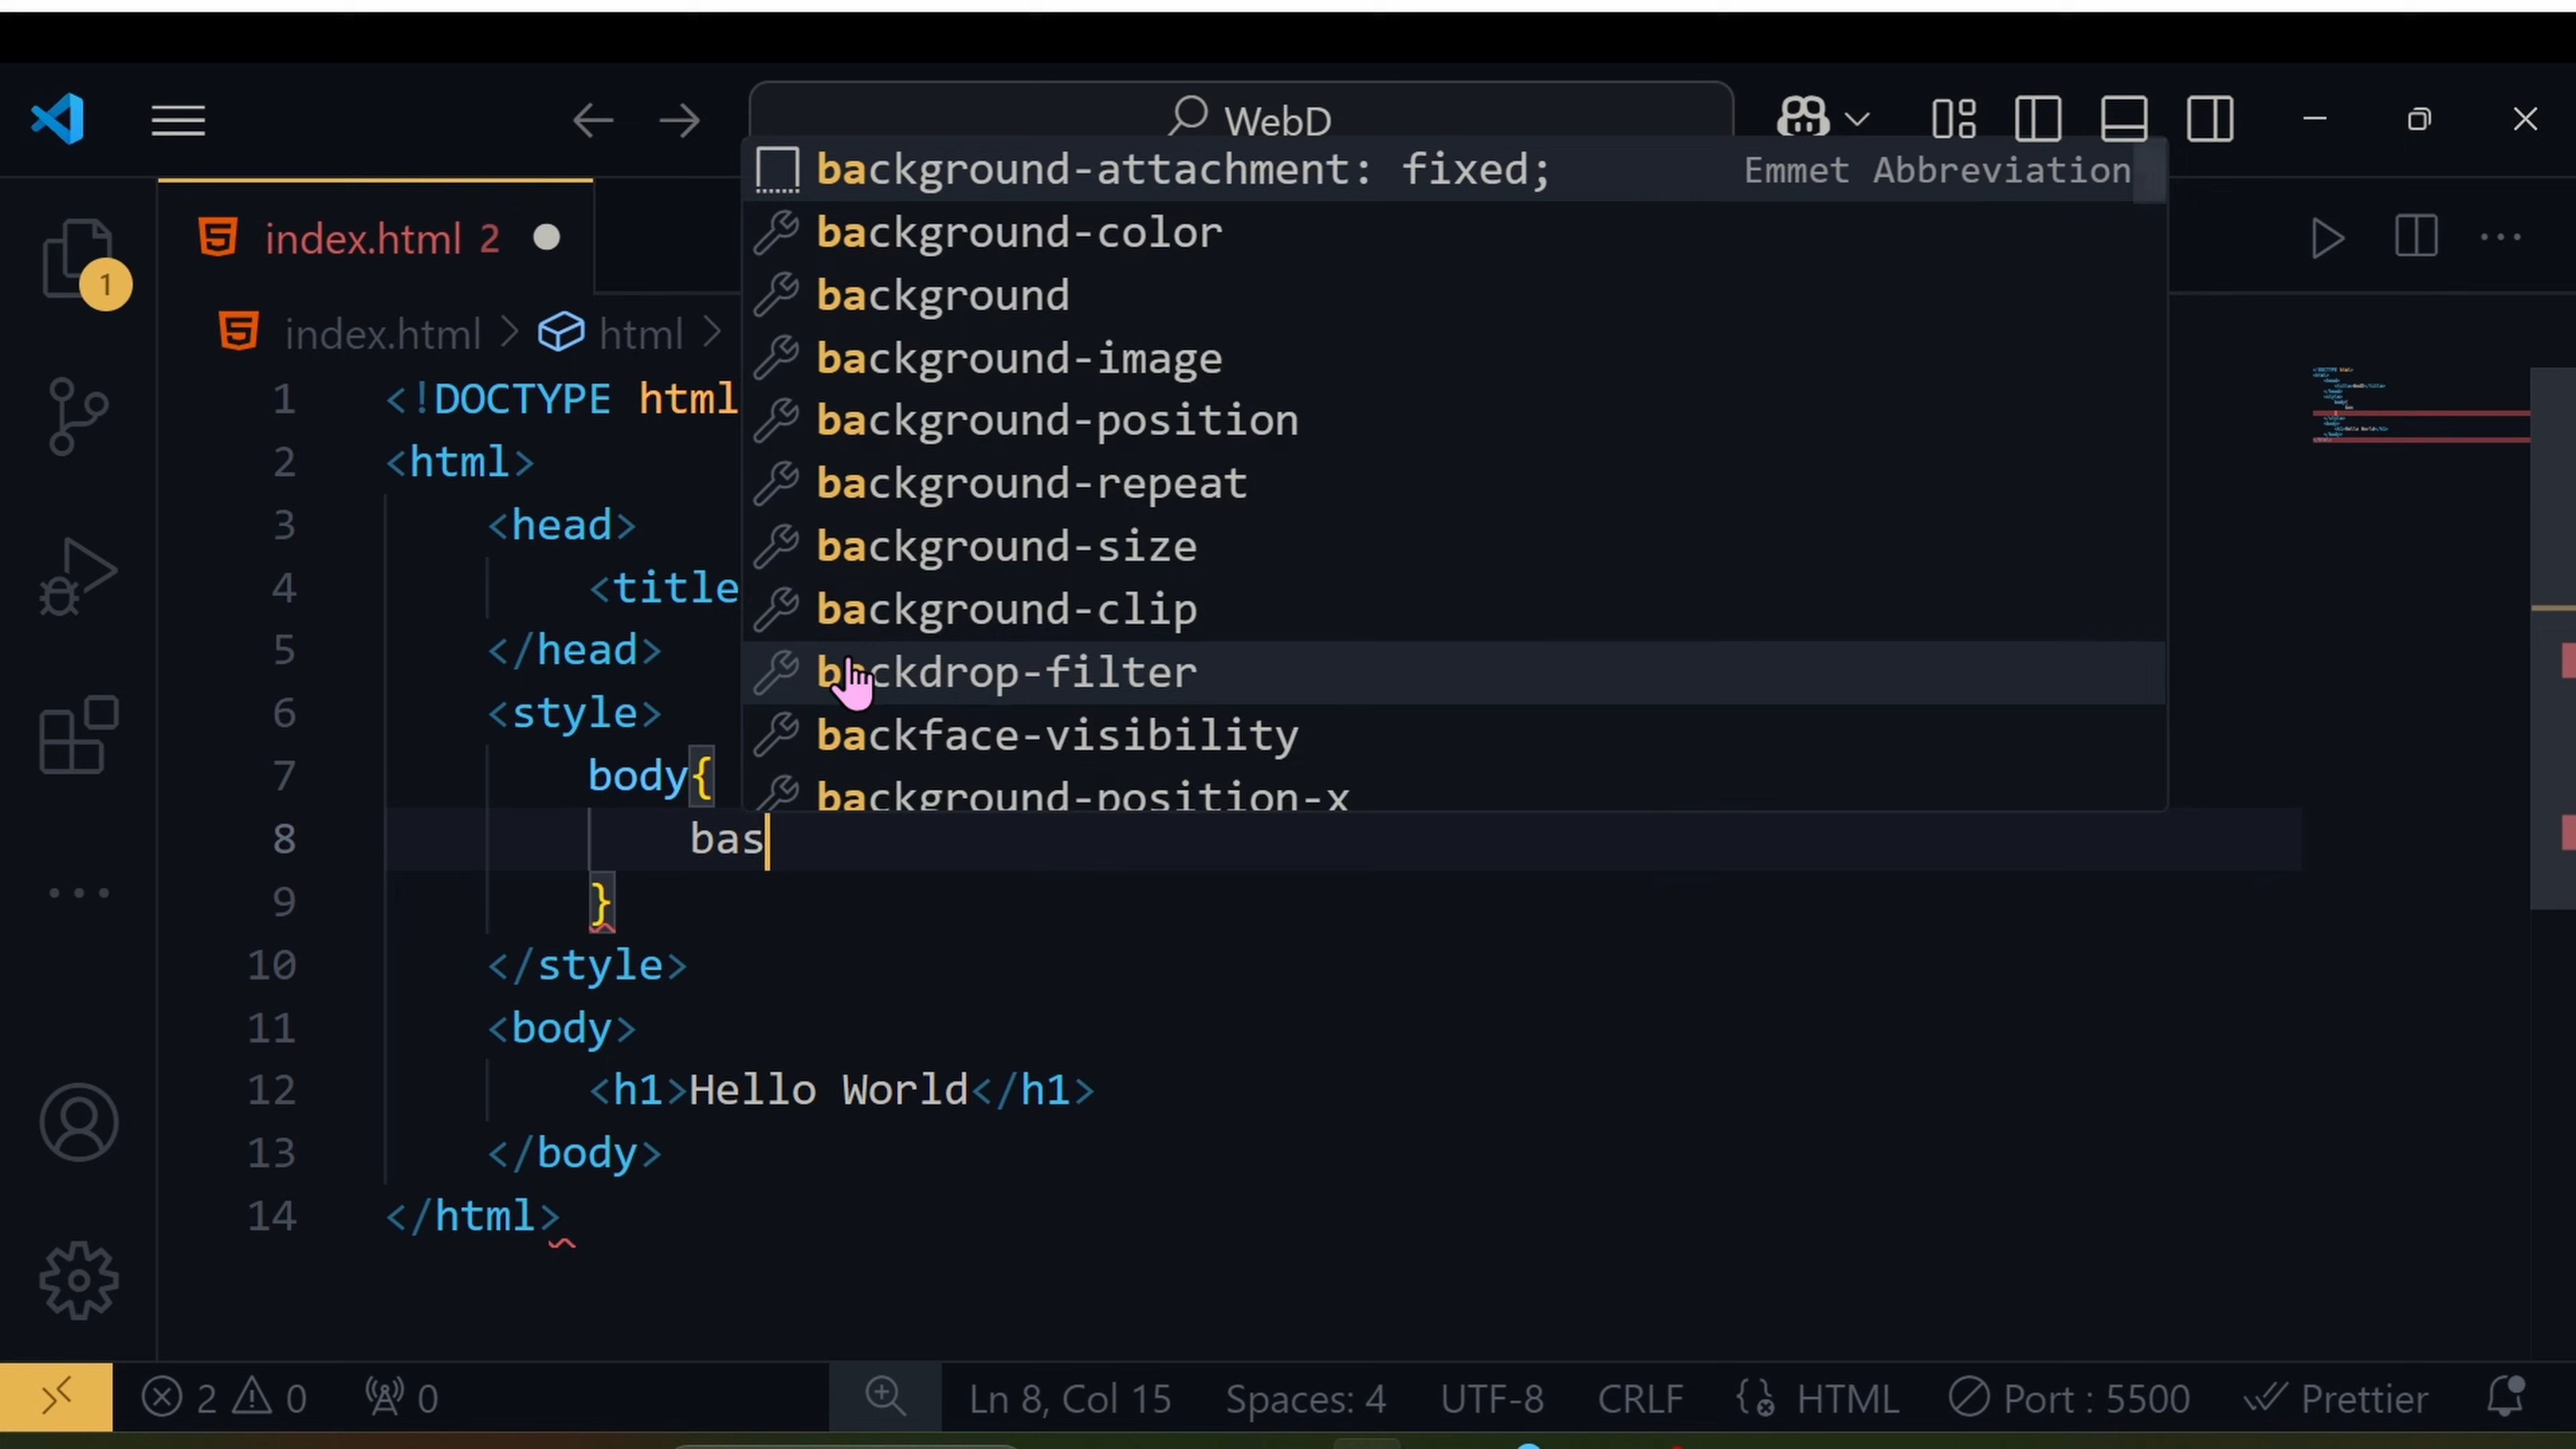 WebD
index.html 2
1
index.html > html >
background-attachment: fixed; Emmet Abbreviation
background-color
background
background-image
background-position
background-repeat
background-size
background-clip
backdrop-filter
backface-visibility
background-position-x
1 <!DOCTYPE html
2 <html>
3 <head>
4 <title
5 </head>
6 <style>
7 body{
8 bas
9 }
10 </style>
11 <body>
12 <h1>Hello World</h1>
13 </body>
14 </html>
2 0 0 Ln 8, Col 15 Spaces: 4 UTF-8 CRLF HTML Port : 5500 Prettier